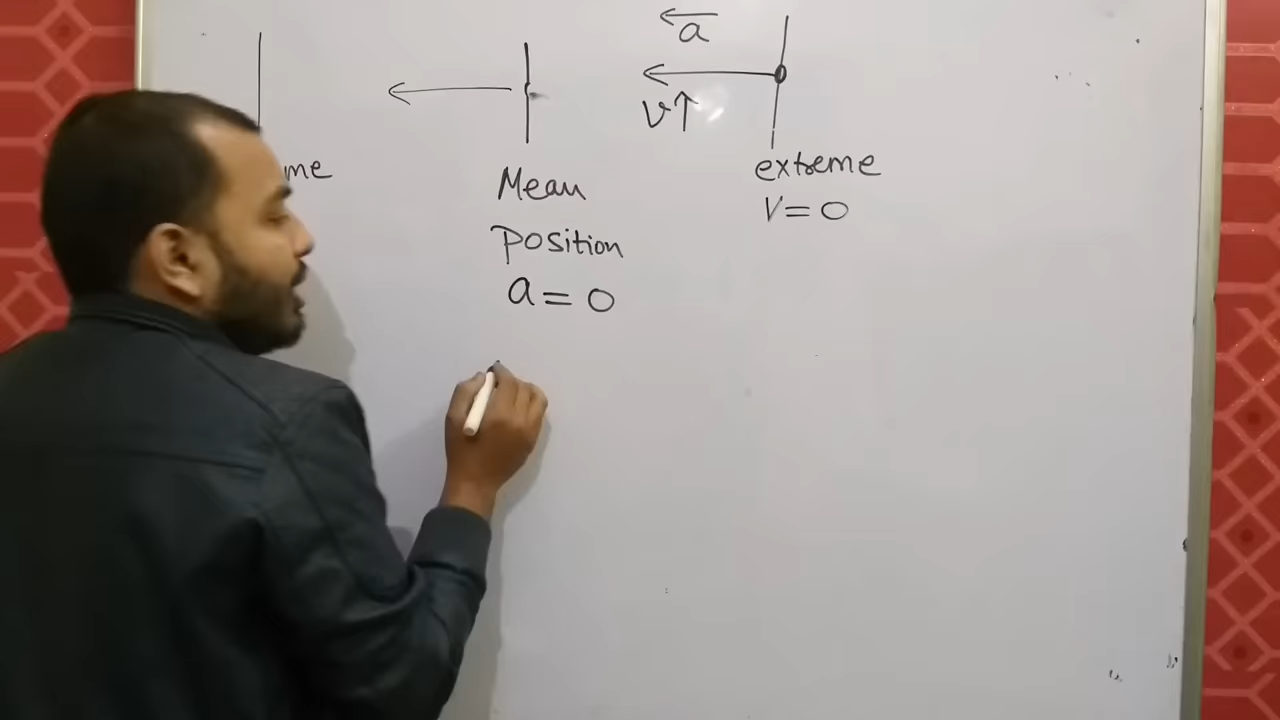 a
v↑
me
extreme
V=0
Mean
Position
a=0